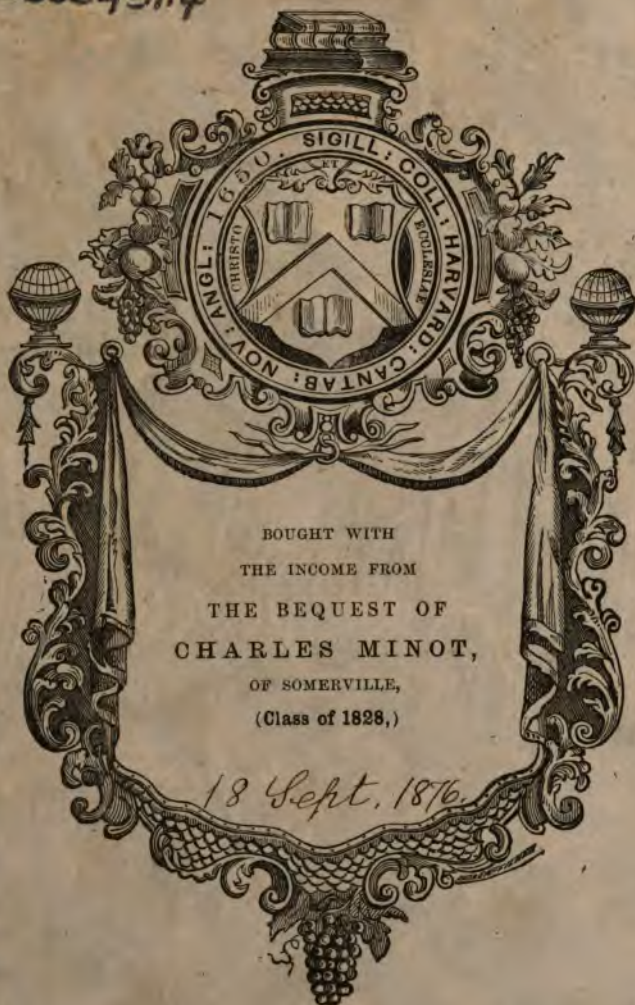 SIGILL: COLL: HARVARD: CANTAB: NOV: ANGL: 1650.
ET
CHRISTO
ECCLESIAE
BOUGHT WITH
THE INCOME FROM
THE BEQUEST OF
CHARLES MINOT,
OF SOMERVILLE,
(Class of 1828,)
18 Sept, 1876.